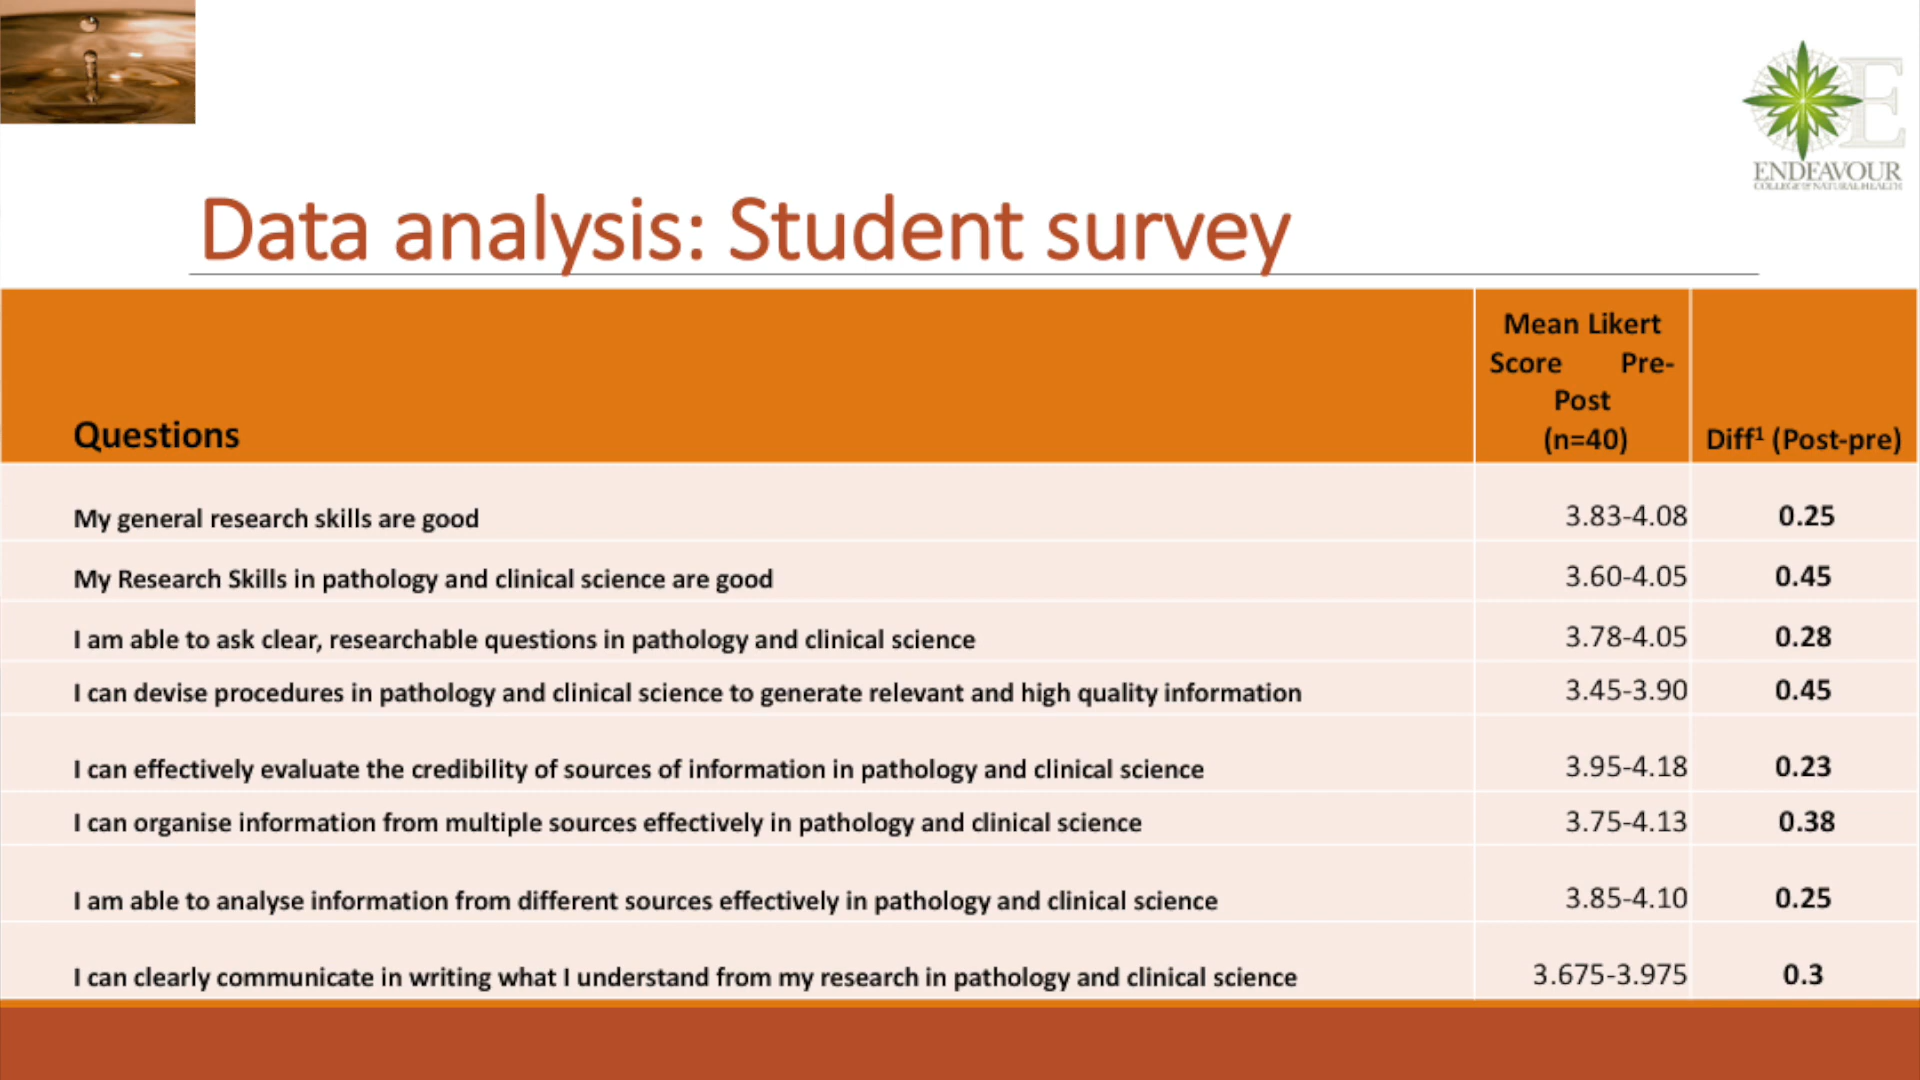 ENDEAVOUR
COLLEGE OF NATURAL HEALTH
Data analysis: Student survey
Questions
Mean Likert
Score Pre-
Post
(n=40)
Diff¹ (Post-pre)
My general research skills are good 3.83-4.08 0.25
My Research Skills in pathology and clinical science are good 3.60-4.05 0.45
I am able to ask clear, researchable questions in pathology and clinical science 3.78-4.05 0.28
I can devise procedures in pathology and clinical science to generate relevant and high quality information 3.45-3.90 0.45
I can effectively evaluate the credibility of sources of information in pathology and clinical science 3.95-4.18 0.23
I can organise information from multiple sources effectively in pathology and clinical science 3.75-4.13 0.38
I am able to analyse information from different sources effectively in pathology and clinical science 3.85-4.10 0.25
I can clearly communicate in writing what I understand from my research in pathology and clinical science 3.675-3.975 0.3